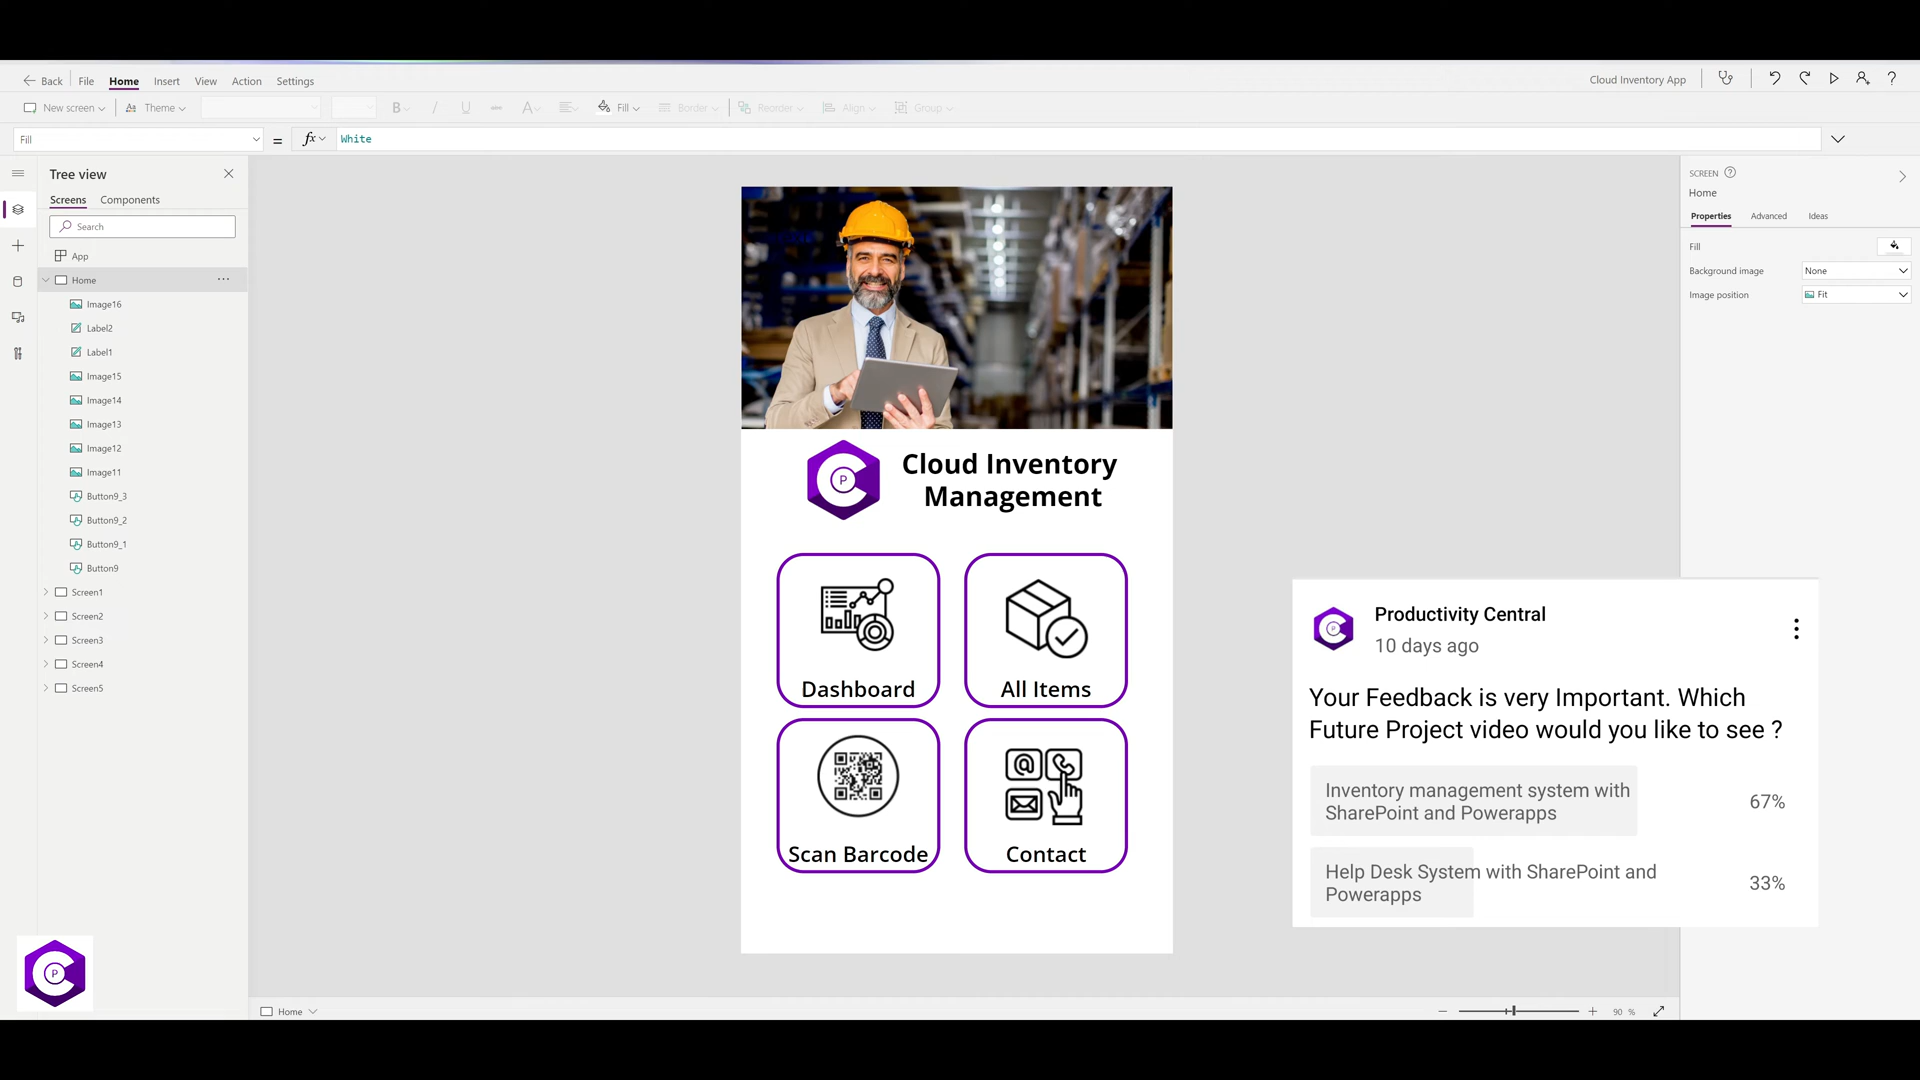 Back File Home Insert View Action Settings Cloud Inventory App
New screen Theme B / U A Fill Border Reorder Align Group
Fill = fx White
Tree view
Screens Components
Search
App
Home
Image16
Label2
Label1
Image15
Image14
Image13
Image12
Image11
Button9_3
Button9_2
Button9_1
Button9
Screen1
Screen2
Screen3
Screen4
Screen5
P
Cloud Inventory
Management
P
Dashboard
All Items
Scan Barcode
Contact
Home
90 %
SCREEN
Home
Properties Advanced Ideas
Fill
Background image None
Image position Fit
P
Productivity Central
10 days ago
Your Feedback is very Important. Which
Future Project video would you like to see ?
Inventory management system with
SharePoint and Powerapps
67%
Help Desk System with SharePoint and
Powerapps
33%